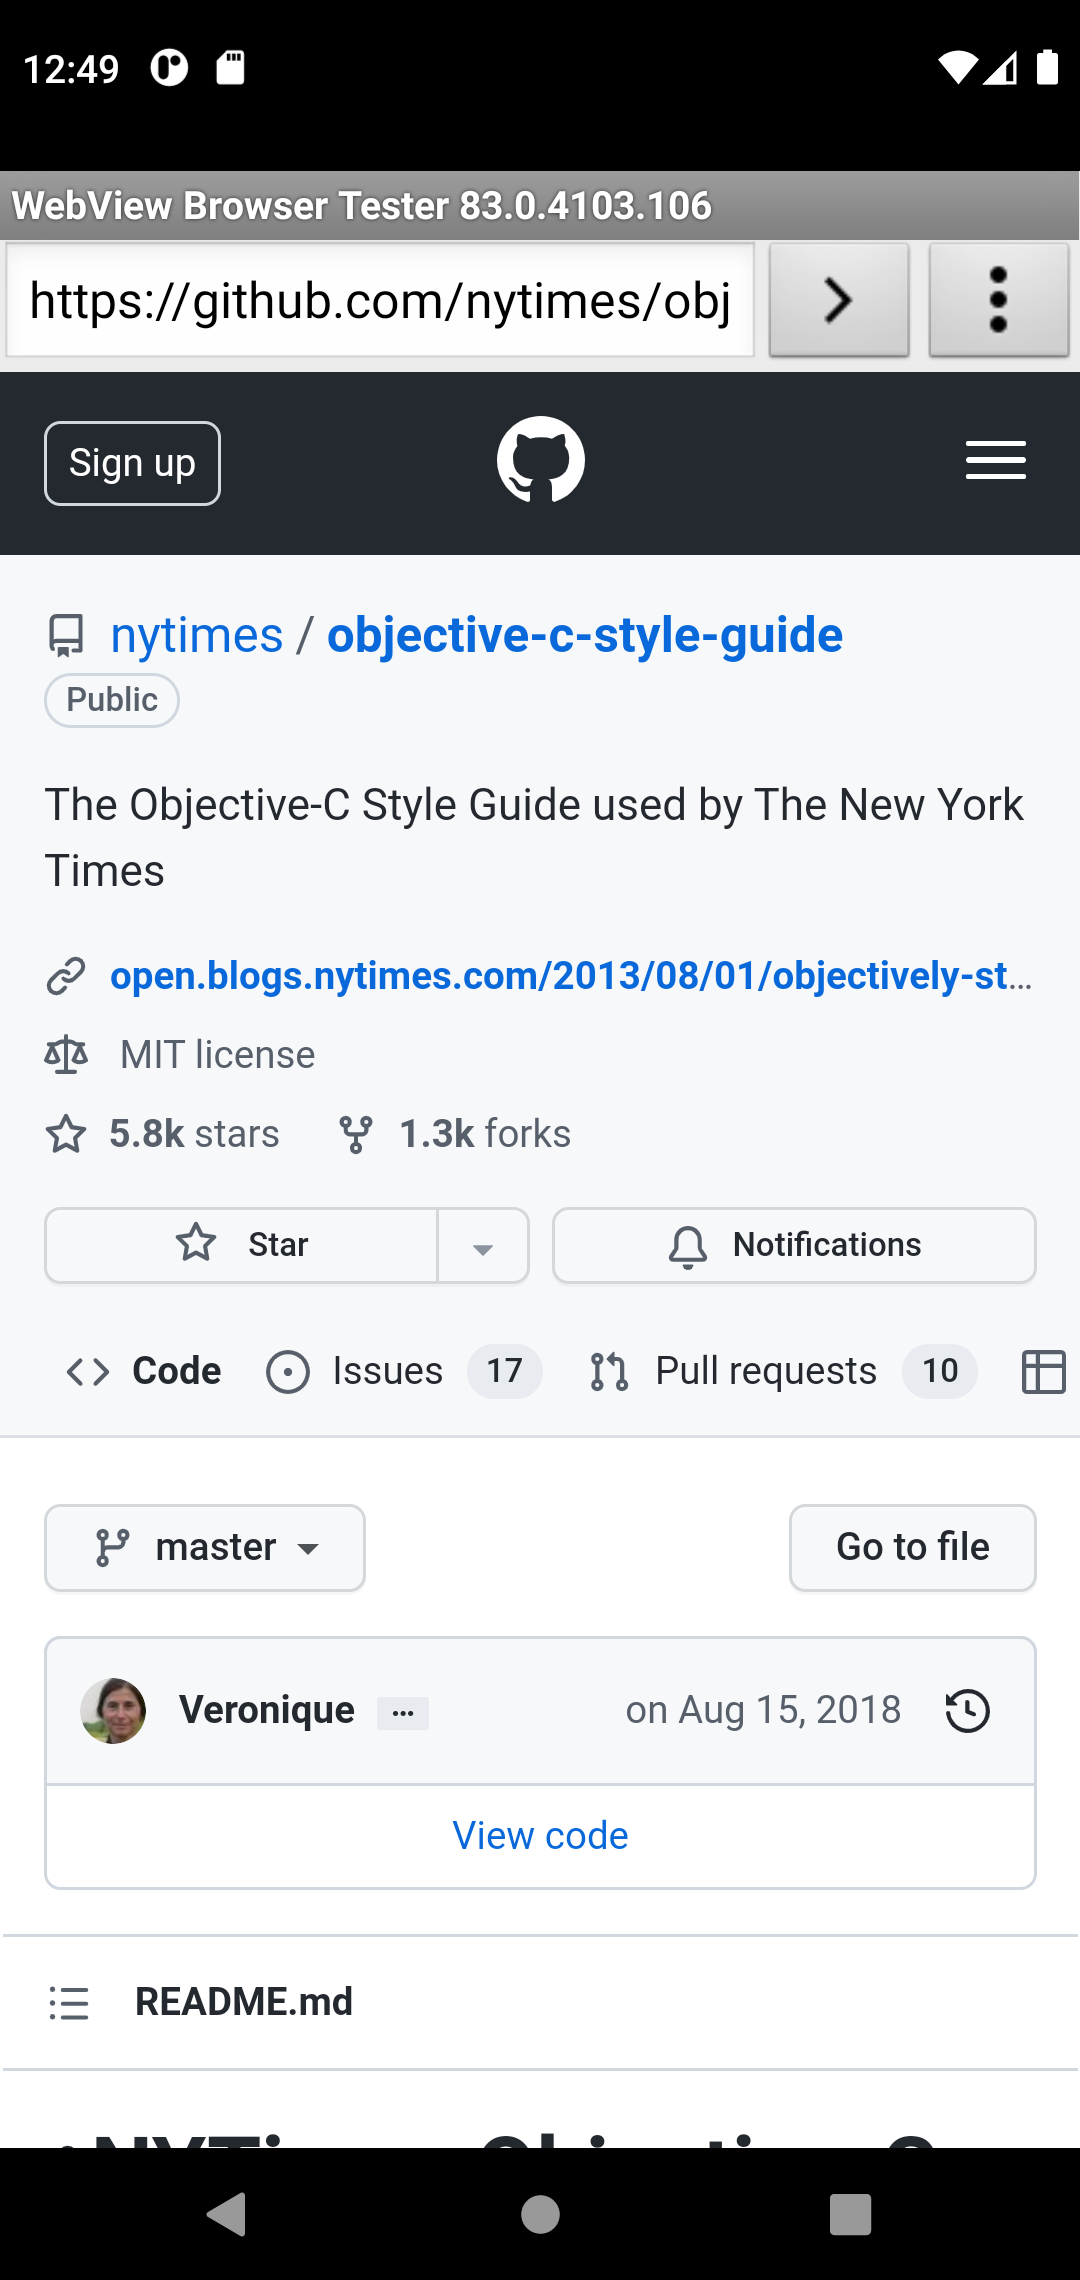 12:49
WebView Browser Tester 83.0.4103.106
https://github.com/nytimes/obj
Sign up
nytimes / objective-c-style-guide
Public
The Objective-C Style Guide used by The New York
Times
open.blogs.nytimes.com/2013/08/01/objectively-st...
MIT license
5.8k stars 1.3k forks
Star Notifications
Code Issues 17 Pull requests 10
master Go to file
Veronique ... on Aug 15, 2018
View code
README.md